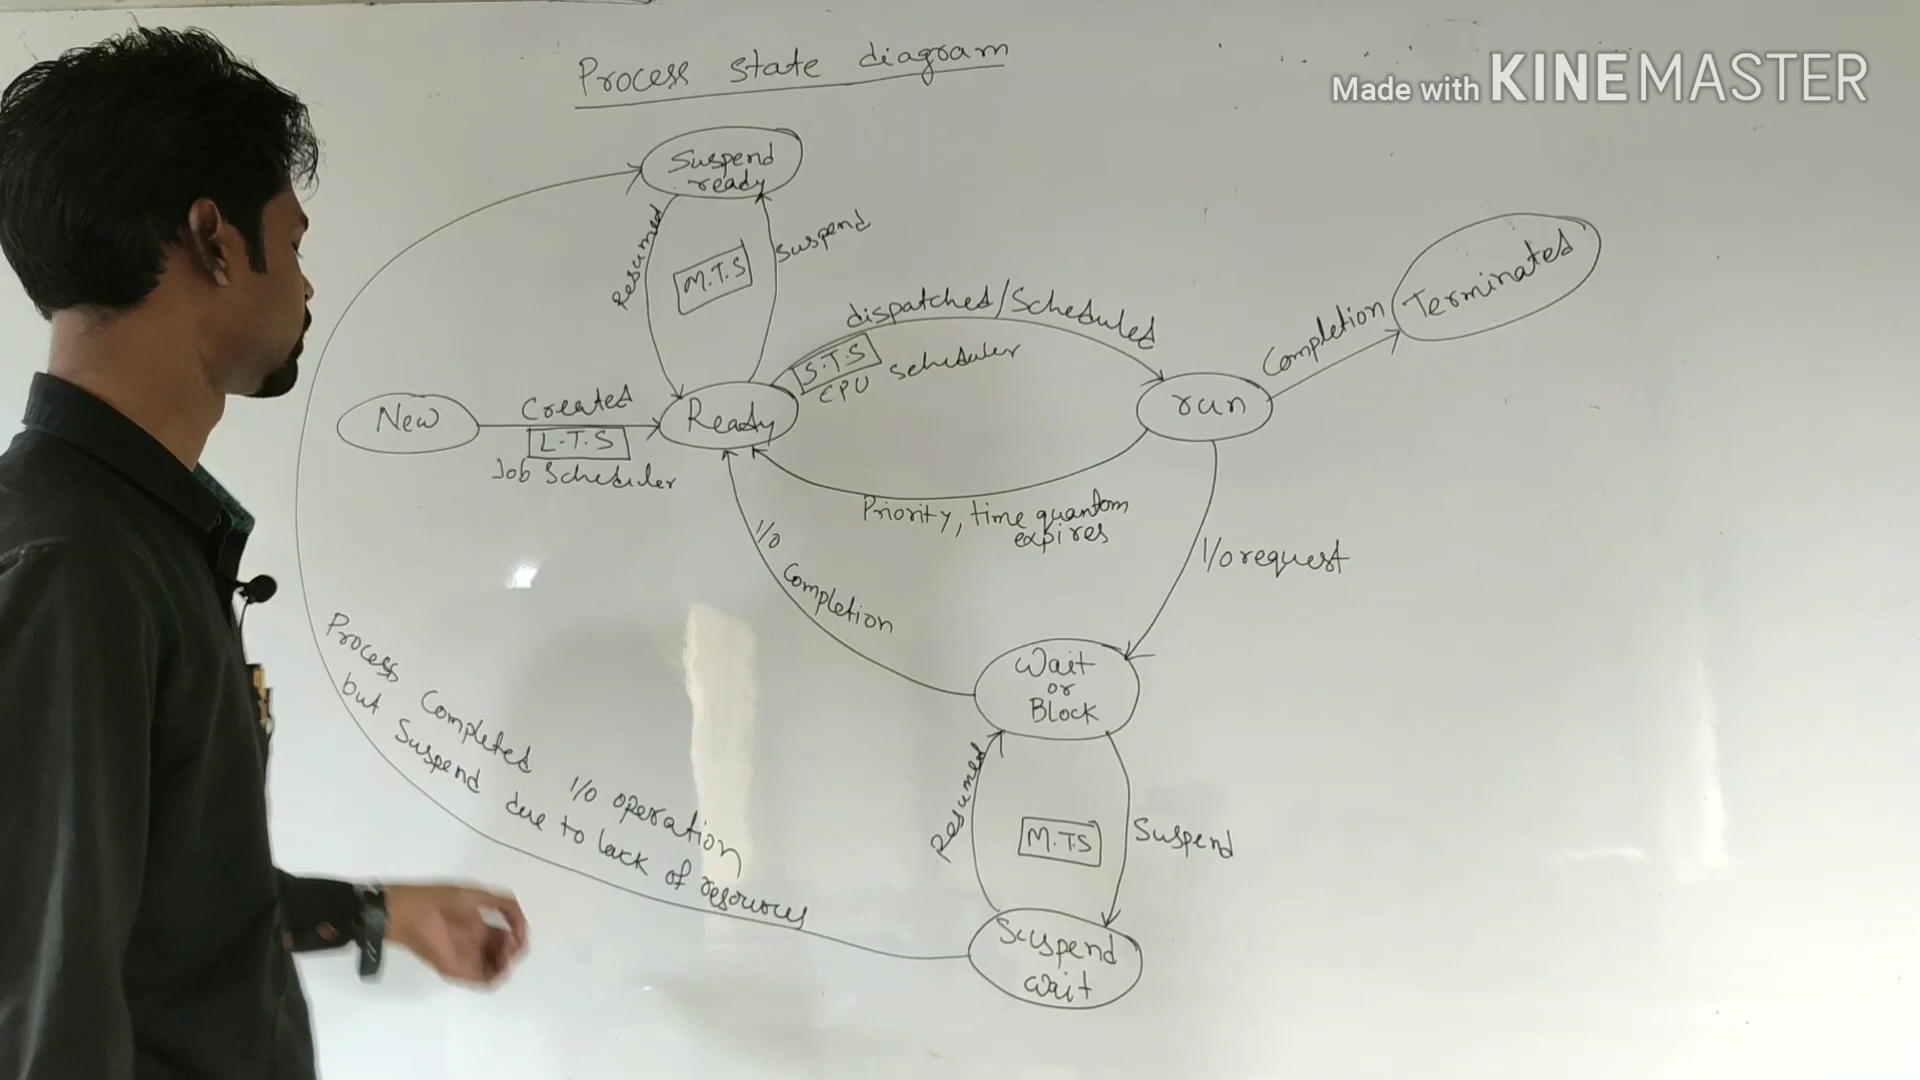 Process state diagram
Made with KINEMASTER
Suspend
ready
Resumed
M.T.S
Suspend
dispatched/Scheduled
S.T.S
CPU Scheduler
Completion
Terminated
New
Created
L.T.S
Job Scheduler
Ready
run
Priority, time quantom
expires
I/O
Completion
I/O request
Wait
or
Block
Process Completed I/O operation
but Suspend due to lack of resources
Resumed
M.T.S
Suspend
Suspend
wait